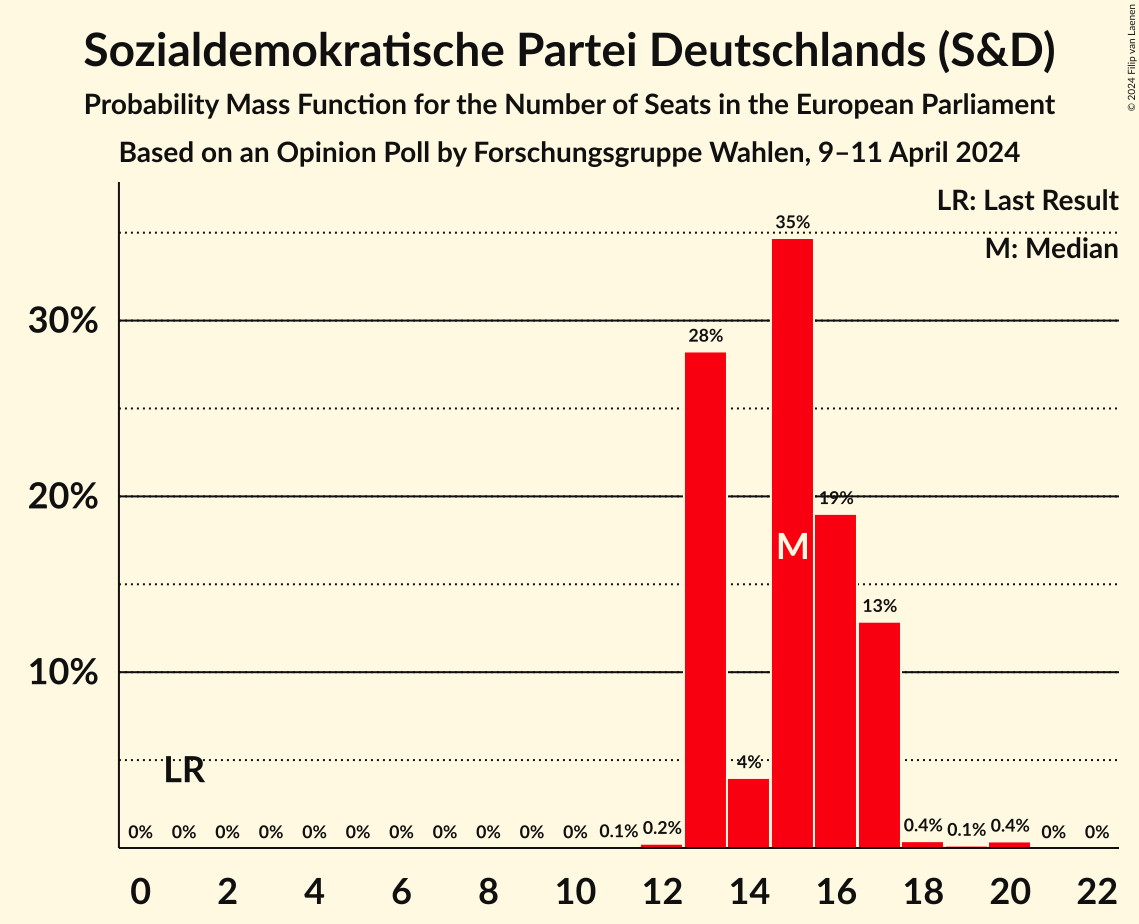 Sozialdemokratische Partei Deutschlands (S&D)
Probability Mass Function for the Number of Seats in the European Parliament
Based on an Opinion Poll by Forschungsgruppe Wahlen, 9–11 April 2024
© 2024 Filip van Laenen
LR: Last Result
M: Median
35%
30%
28%
20%
19%
M
13%
10%
LR
4%
0% 0% 0% 0% 0% 0% 0% 0% 0% 0% 0% 0.1% 0.2% 0.4% 0.1% 0.4% 0% 0%
0 2 4 6 8 10 12 14 16 18 20 22